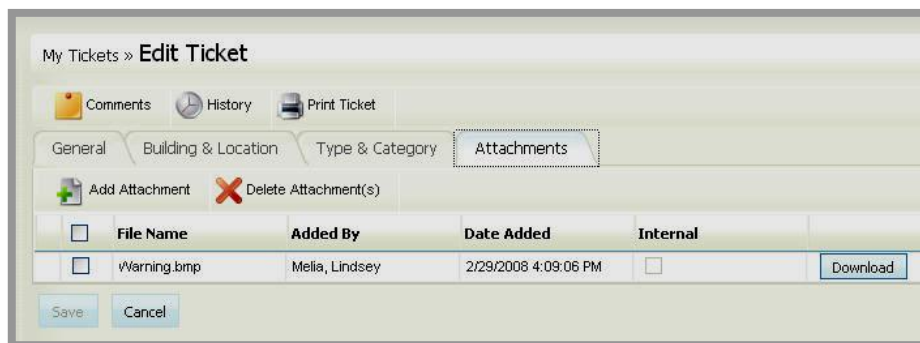 My Tickets » Edit Ticket
Comments History Print Ticket
General Building & Location Type & Category Attachments
Add Attachment Delete Attachment(s)
File Name Added By Date Added Internal
Warning.bmp Melia, Lindsey 2/29/2008 4:09:06 PM Download
Save Cancel